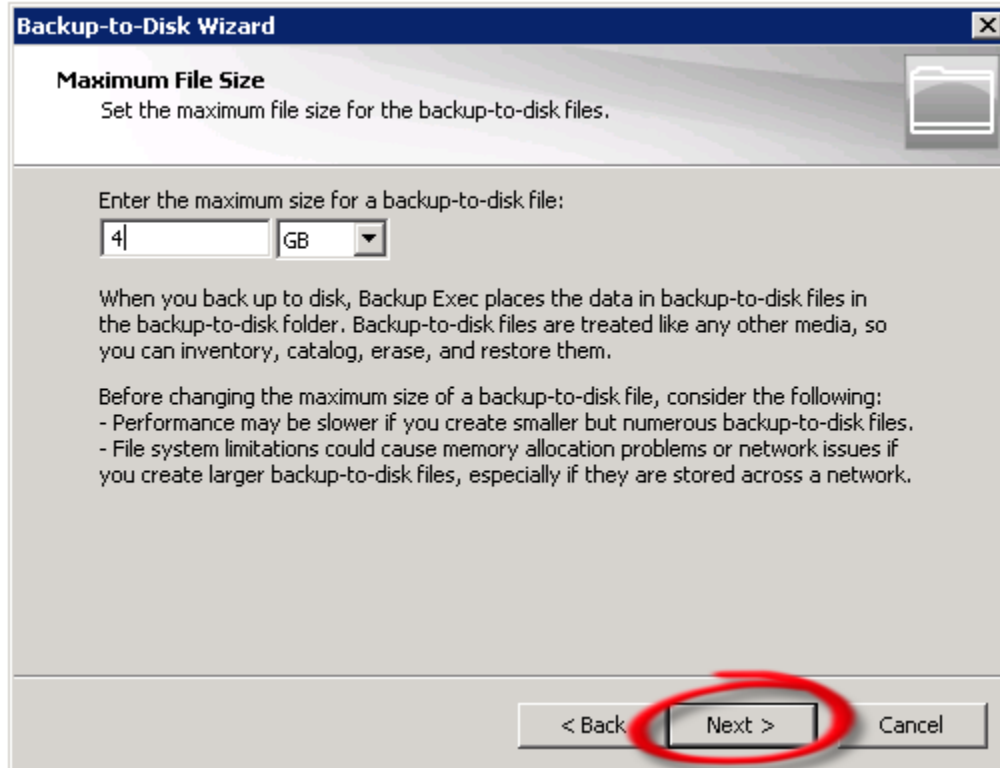 Backup-to-Disk Wizard
Maximum File Size
Set the maximum file size for the backup-to-disk files.
Enter the maximum size for a backup-to-disk file:
4 GB
When you back up to disk, Backup Exec places the data in backup-to-disk files in
the backup-to-disk folder. Backup-to-disk files are treated like any other media, so
you can inventory, catalog, erase, and restore them.
Before changing the maximum size of a backup-to-disk file, consider the following:
- Performance may be slower if you create smaller but numerous backup-to-disk files.
- File system limitations could cause memory allocation problems or network issues if
you create larger backup-to-disk files, especially if they are stored across a network.
< Back Next > Cancel